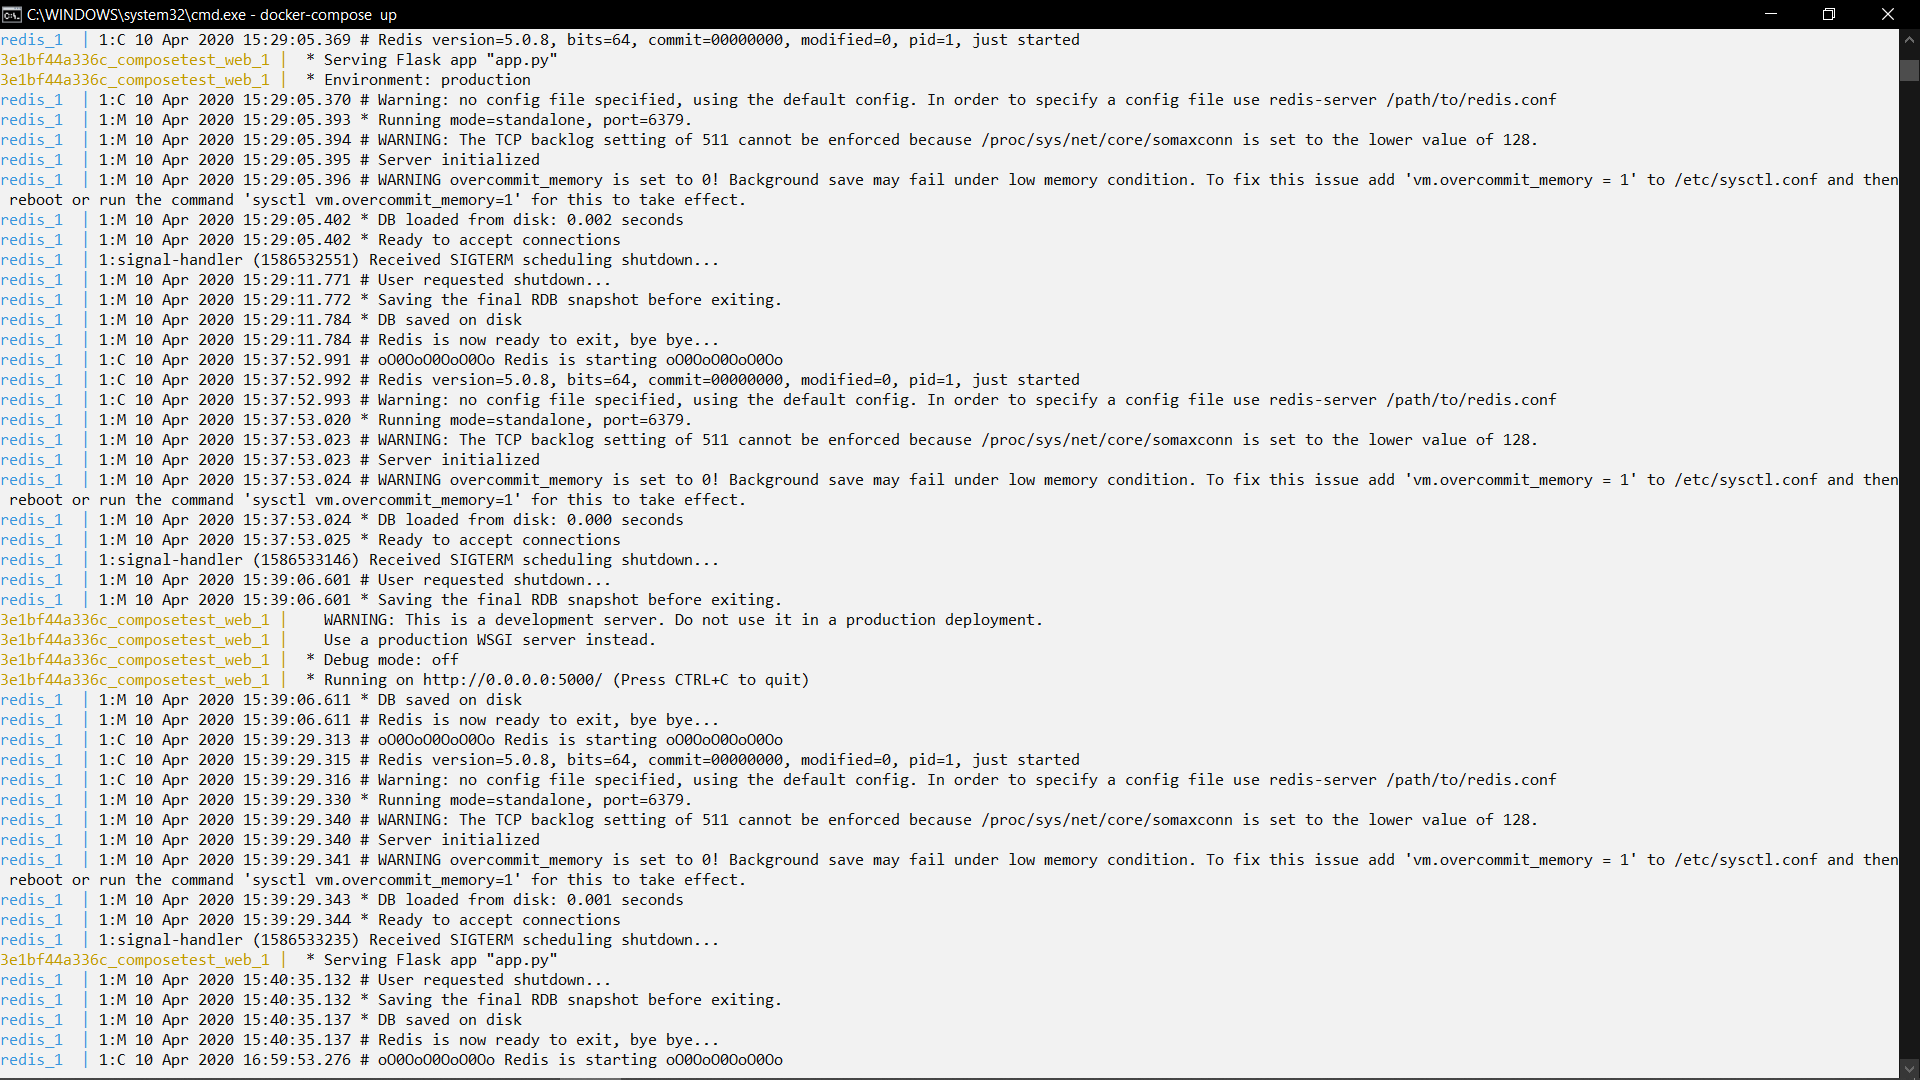 C:\WINDOWS\system32\cmd.exe - docker-compose  up
redis_1  | 1:C 10 Apr 2020 15:29:05.369 # Redis version=5.0.8, bits=64, commit=00000000, modified=0, pid=1, just started
3e1bf44a336c_composetest_web_1 |  * Serving Flask app "app.py"
3e1bf44a336c_composetest_web_1 |  * Environment: production
redis_1  | 1:C 10 Apr 2020 15:29:05.370 # Warning: no config file specified, using the default config. In order to specify a config file use redis-server /path/to/redis.conf
redis_1  | 1:M 10 Apr 2020 15:29:05.393 * Running mode=standalone, port=6379.
redis_1  | 1:M 10 Apr 2020 15:29:05.394 # WARNING: The TCP backlog setting of 511 cannot be enforced because /proc/sys/net/core/somaxconn is set to the lower value of 128.
redis_1  | 1:M 10 Apr 2020 15:29:05.395 # Server initialized
redis_1  | 1:M 10 Apr 2020 15:29:05.396 # WARNING overcommit_memory is set to 0! Background save may fail under low memory condition. To fix this issue add 'vm.overcommit_memory = 1' to /etc/sysctl.conf and then
 reboot or run the command 'sysctl vm.overcommit_memory=1' for this to take effect.
redis_1  | 1:M 10 Apr 2020 15:29:05.402 * DB loaded from disk: 0.002 seconds
redis_1  | 1:M 10 Apr 2020 15:29:05.402 * Ready to accept connections
redis_1  | 1:signal-handler (1586532551) Received SIGTERM scheduling shutdown...
redis_1  | 1:M 10 Apr 2020 15:29:11.771 # User requested shutdown...
redis_1  | 1:M 10 Apr 2020 15:29:11.772 * Saving the final RDB snapshot before exiting.
redis_1  | 1:M 10 Apr 2020 15:29:11.784 * DB saved on disk
redis_1  | 1:M 10 Apr 2020 15:29:11.784 # Redis is now ready to exit, bye bye...
redis_1  | 1:C 10 Apr 2020 15:37:52.991 # oO0OoO0OoO0Oo Redis is starting oO0OoO0OoO0Oo
redis_1  | 1:C 10 Apr 2020 15:37:52.992 # Redis version=5.0.8, bits=64, commit=00000000, modified=0, pid=1, just started
redis_1  | 1:C 10 Apr 2020 15:37:52.993 # Warning: no config file specified, using the default config. In order to specify a config file use redis-server /path/to/redis.conf
redis_1  | 1:M 10 Apr 2020 15:37:53.020 * Running mode=standalone, port=6379.
redis_1  | 1:M 10 Apr 2020 15:37:53.023 # WARNING: The TCP backlog setting of 511 cannot be enforced because /proc/sys/net/core/somaxconn is set to the lower value of 128.
redis_1  | 1:M 10 Apr 2020 15:37:53.023 # Server initialized
redis_1  | 1:M 10 Apr 2020 15:37:53.024 # WARNING overcommit_memory is set to 0! Background save may fail under low memory condition. To fix this issue add 'vm.overcommit_memory = 1' to /etc/sysctl.conf and then
 reboot or run the command 'sysctl vm.overcommit_memory=1' for this to take effect.
redis_1  | 1:M 10 Apr 2020 15:37:53.024 * DB loaded from disk: 0.000 seconds
redis_1  | 1:M 10 Apr 2020 15:37:53.025 * Ready to accept connections
redis_1  | 1:signal-handler (1586533146) Received SIGTERM scheduling shutdown...
redis_1  | 1:M 10 Apr 2020 15:39:06.601 # User requested shutdown...
redis_1  | 1:M 10 Apr 2020 15:39:06.601 * Saving the final RDB snapshot before exiting.
3e1bf44a336c_composetest_web_1 |    WARNING: This is a development server. Do not use it in a production deployment.
3e1bf44a336c_composetest_web_1 |    Use a production WSGI server instead.
3e1bf44a336c_composetest_web_1 |  * Debug mode: off
3e1bf44a336c_composetest_web_1 |  * Running on http://0.0.0.0:5000/ (Press CTRL+C to quit)
redis_1  | 1:M 10 Apr 2020 15:39:06.611 * DB saved on disk
redis_1  | 1:M 10 Apr 2020 15:39:06.611 # Redis is now ready to exit, bye bye...
redis_1  | 1:C 10 Apr 2020 15:39:29.313 # oO0OoO0OoO0Oo Redis is starting oO0OoO0OoO0Oo
redis_1  | 1:C 10 Apr 2020 15:39:29.315 # Redis version=5.0.8, bits=64, commit=00000000, modified=0, pid=1, just started
redis_1  | 1:C 10 Apr 2020 15:39:29.316 # Warning: no config file specified, using the default config. In order to specify a config file use redis-server /path/to/redis.conf
redis_1  | 1:M 10 Apr 2020 15:39:29.330 * Running mode=standalone, port=6379.
redis_1  | 1:M 10 Apr 2020 15:39:29.340 # WARNING: The TCP backlog setting of 511 cannot be enforced because /proc/sys/net/core/somaxconn is set to the lower value of 128.
redis_1  | 1:M 10 Apr 2020 15:39:29.340 # Server initialized
redis_1  | 1:M 10 Apr 2020 15:39:29.341 # WARNING overcommit_memory is set to 0! Background save may fail under low memory condition. To fix this issue add 'vm.overcommit_memory = 1' to /etc/sysctl.conf and then
 reboot or run the command 'sysctl vm.overcommit_memory=1' for this to take effect.
redis_1  | 1:M 10 Apr 2020 15:39:29.343 * DB loaded from disk: 0.001 seconds
redis_1  | 1:M 10 Apr 2020 15:39:29.344 * Ready to accept connections
redis_1  | 1:signal-handler (1586533235) Received SIGTERM scheduling shutdown...
3e1bf44a336c_composetest_web_1 |  * Serving Flask app "app.py"
redis_1  | 1:M 10 Apr 2020 15:40:35.132 # User requested shutdown...
redis_1  | 1:M 10 Apr 2020 15:40:35.132 * Saving the final RDB snapshot before exiting.
redis_1  | 1:M 10 Apr 2020 15:40:35.137 * DB saved on disk
redis_1  | 1:M 10 Apr 2020 15:40:35.137 # Redis is now ready to exit, bye bye...
redis_1  | 1:C 10 Apr 2020 16:59:53.276 # oO0OoO0OoO0Oo Redis is starting oO0OoO0OoO0Oo